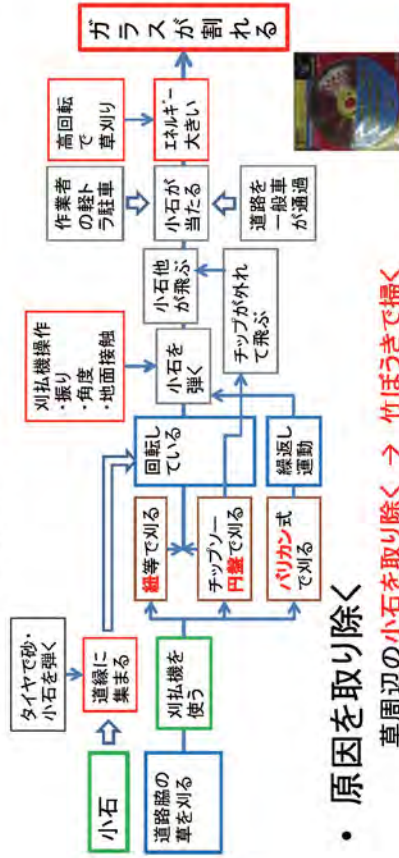 小石
タイヤで砂・
小石を弾く
道縁に
集まる
道路脇の
草を刈る
刈払機を
使う
紐等で刈る
チップソー
円盤で刈る
バリカン式
で刈る
回転し
ている
繰返し
運動
刈払機操作
・振り
・角度
・地面接触
小石を
弾く
チップが外れ
て飛ぶ
小石他
が飛ぶ
作業者
の軽ト
ラ駐車
小石が
当たる
道路を
一般車
が通過
高回転
で
草刈り
エネルギー
大きい
ガラスが割れる
・原因を取り除く
草周辺の小石を取り除く → 竹ぼうきで掃く